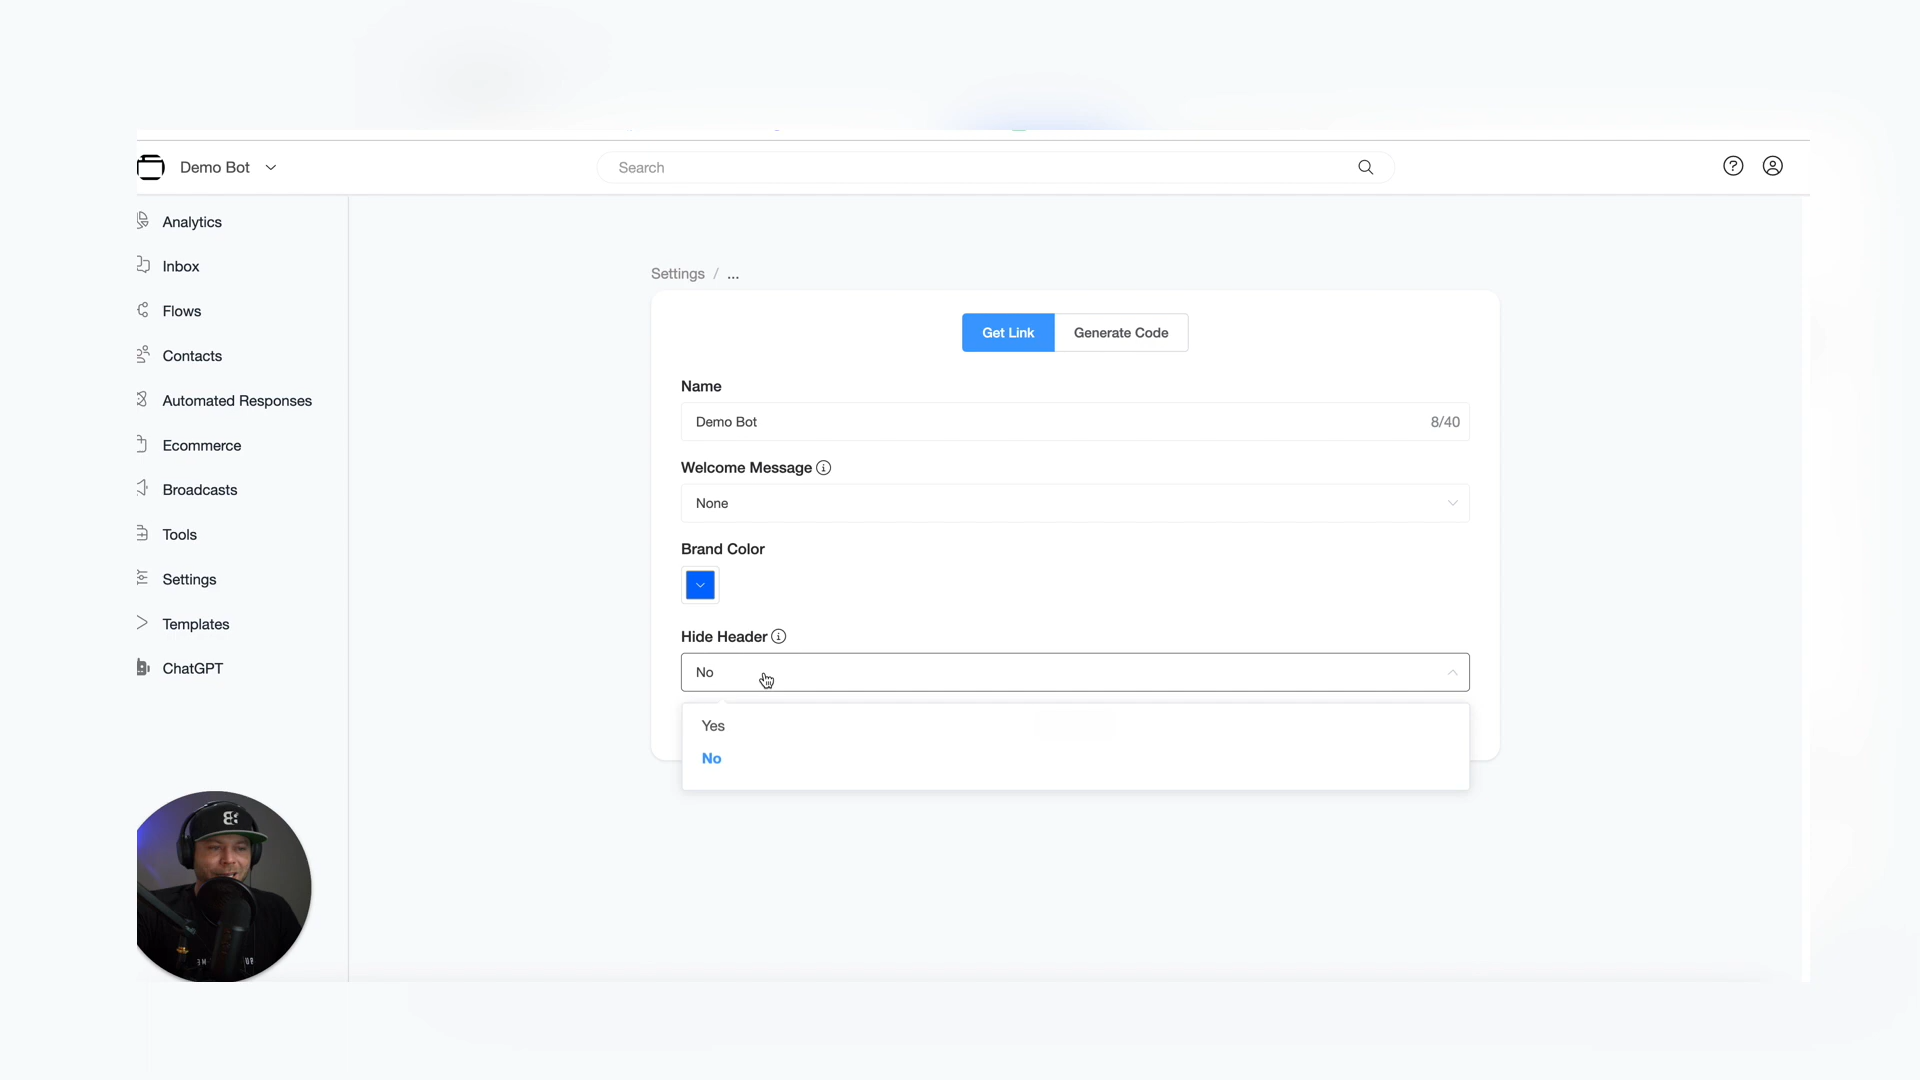 Demo Bot
Search
Analytics
Inbox
Flows
Contacts
Automated Responses
Ecommerce
Broadcasts
Tools
Settings
Templates
ChatGPT
Settings / ...
Get Link
Generate Code
Name
Demo Bot
8/40
Welcome Message
None
Brand Color
Hide Header
No
Yes
No